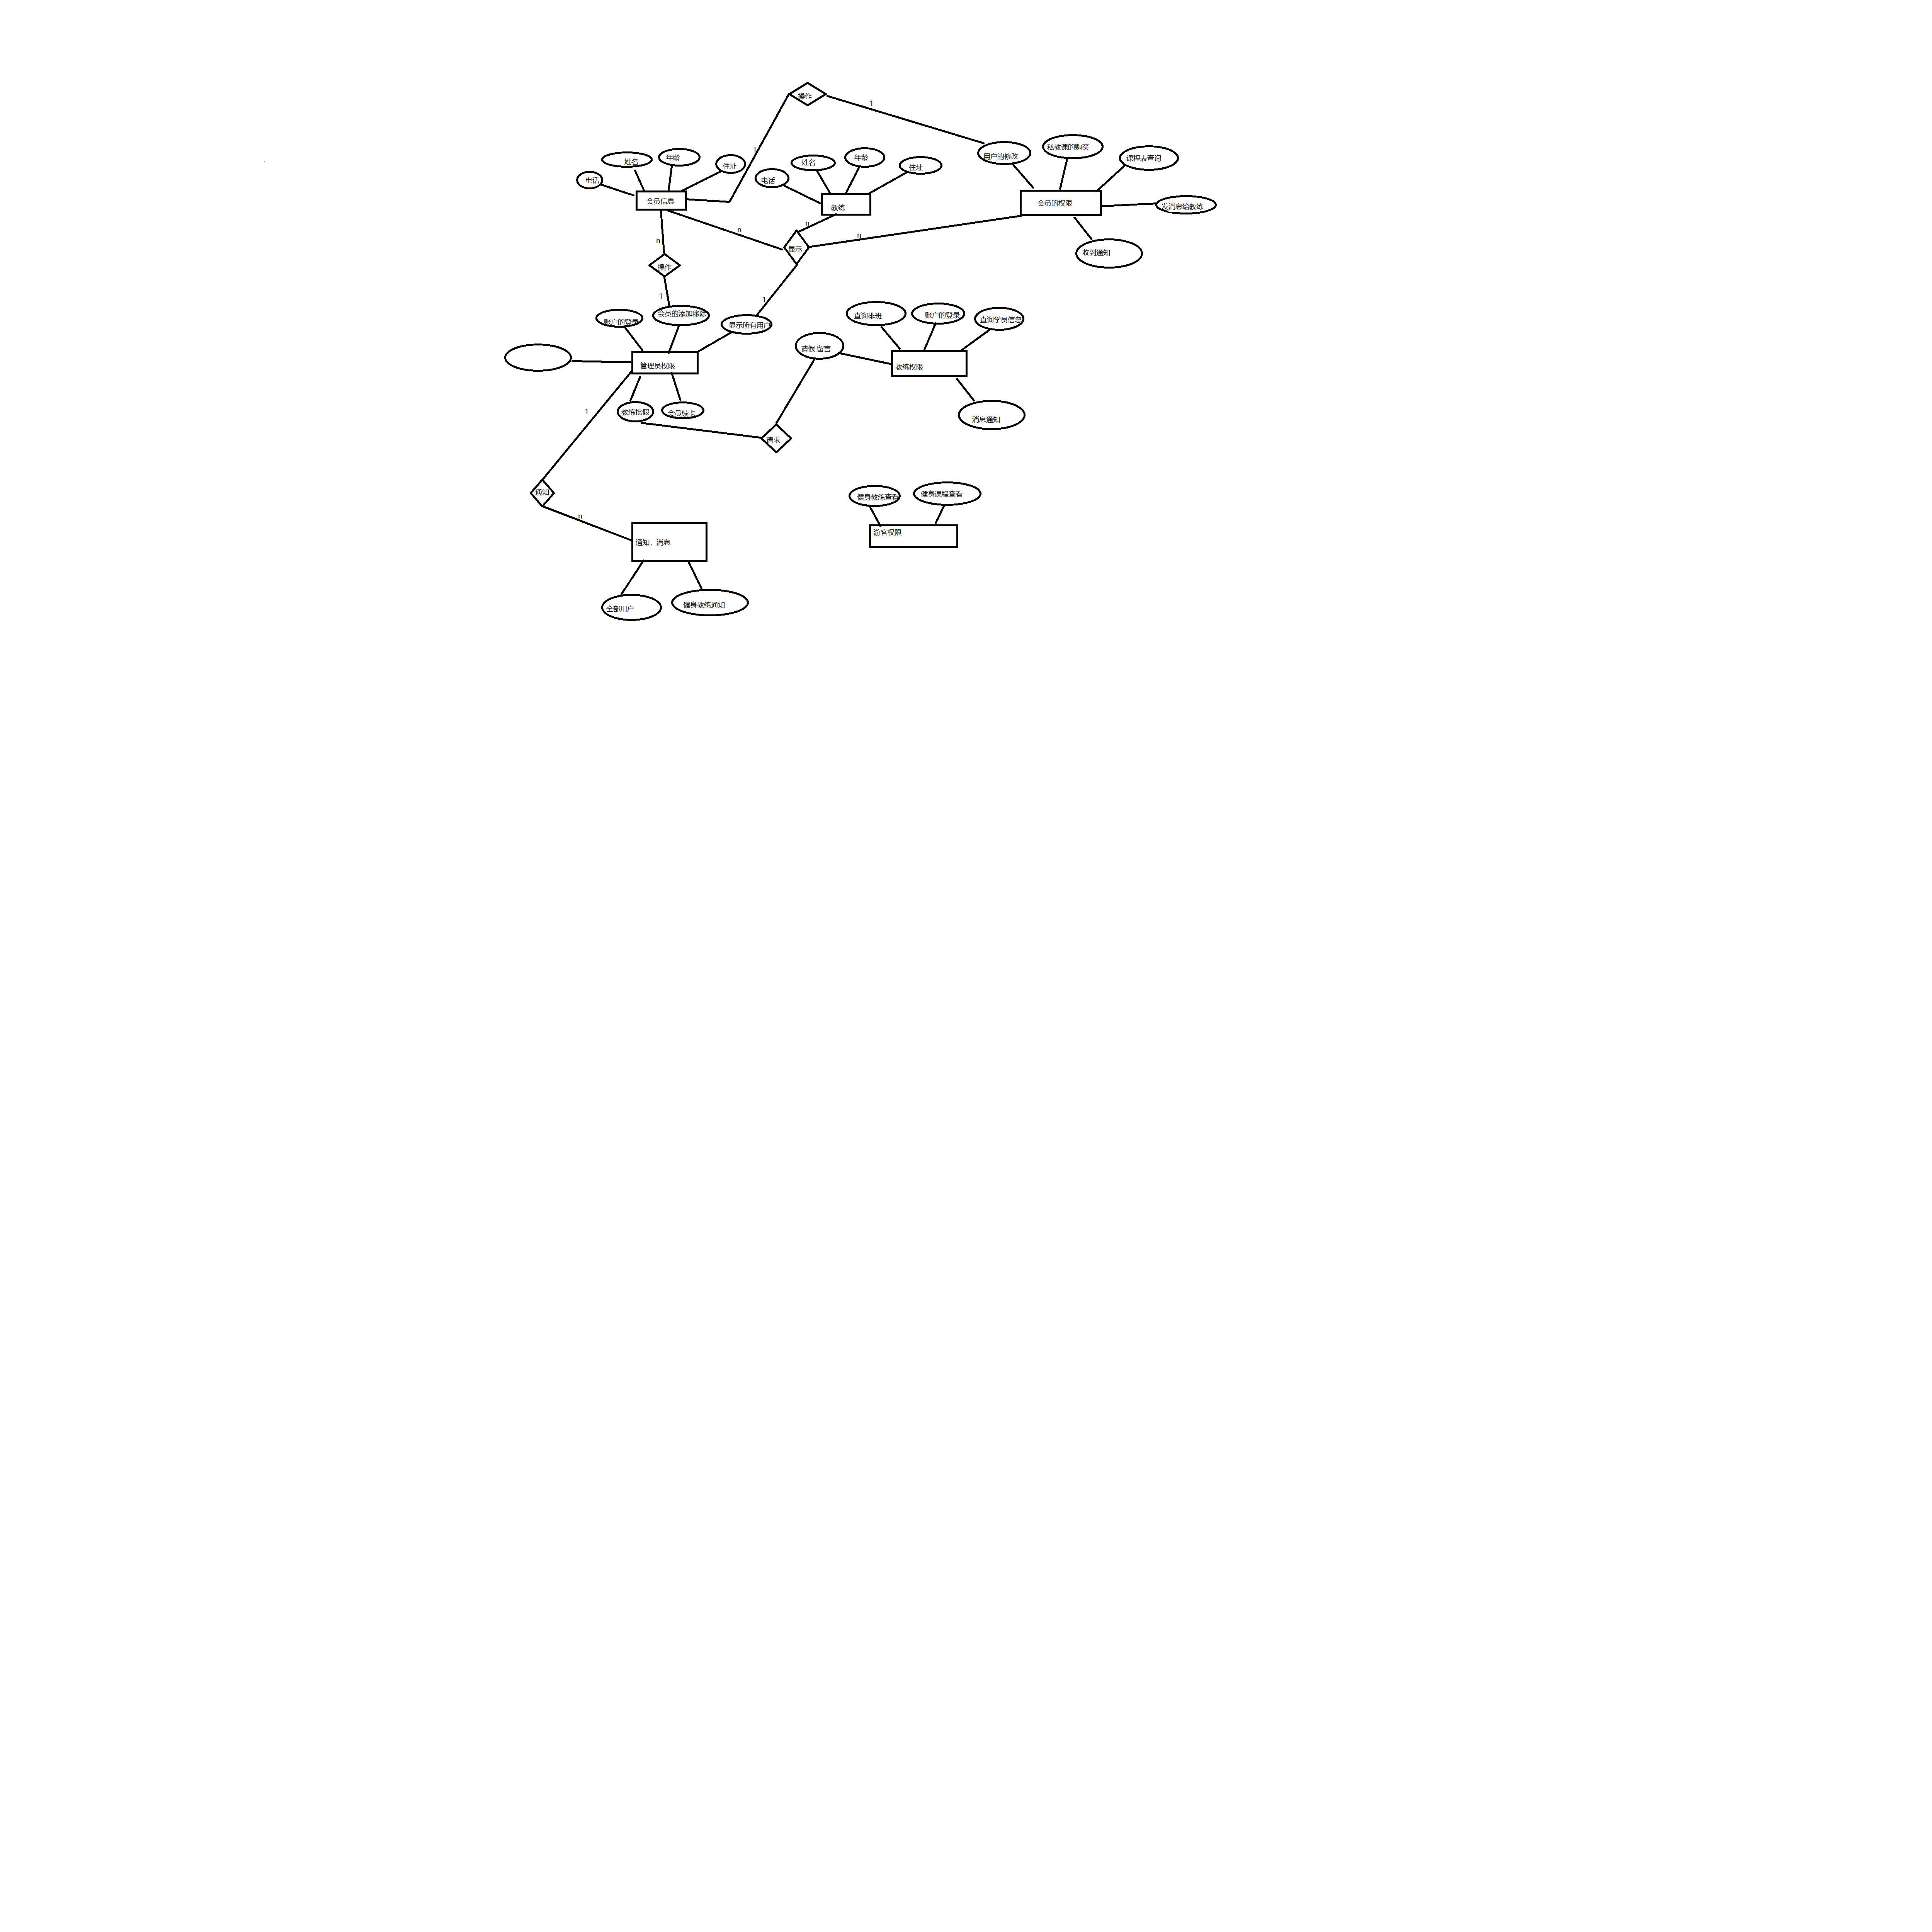 操作
1
1
姓名
年龄
住址
电话
会员信息
姓名
年龄
住址
电话
教练
用户的修改
私教课的购买
课程表查询
会员的权限
发消息给教练
收到通知
n
n
n
n
显示
操作
1
1
账户的登录
会员的添加移除
显示所有用户
管理员权限
教练批假
会员续卡
查询排班
账户的登录
查询学员信息
请假 留言
教练权限
消息通知
1
请求
通知
n
健身教练查看
健身课程查看
游客权限
通知，消息
全部用户
健身教练通知